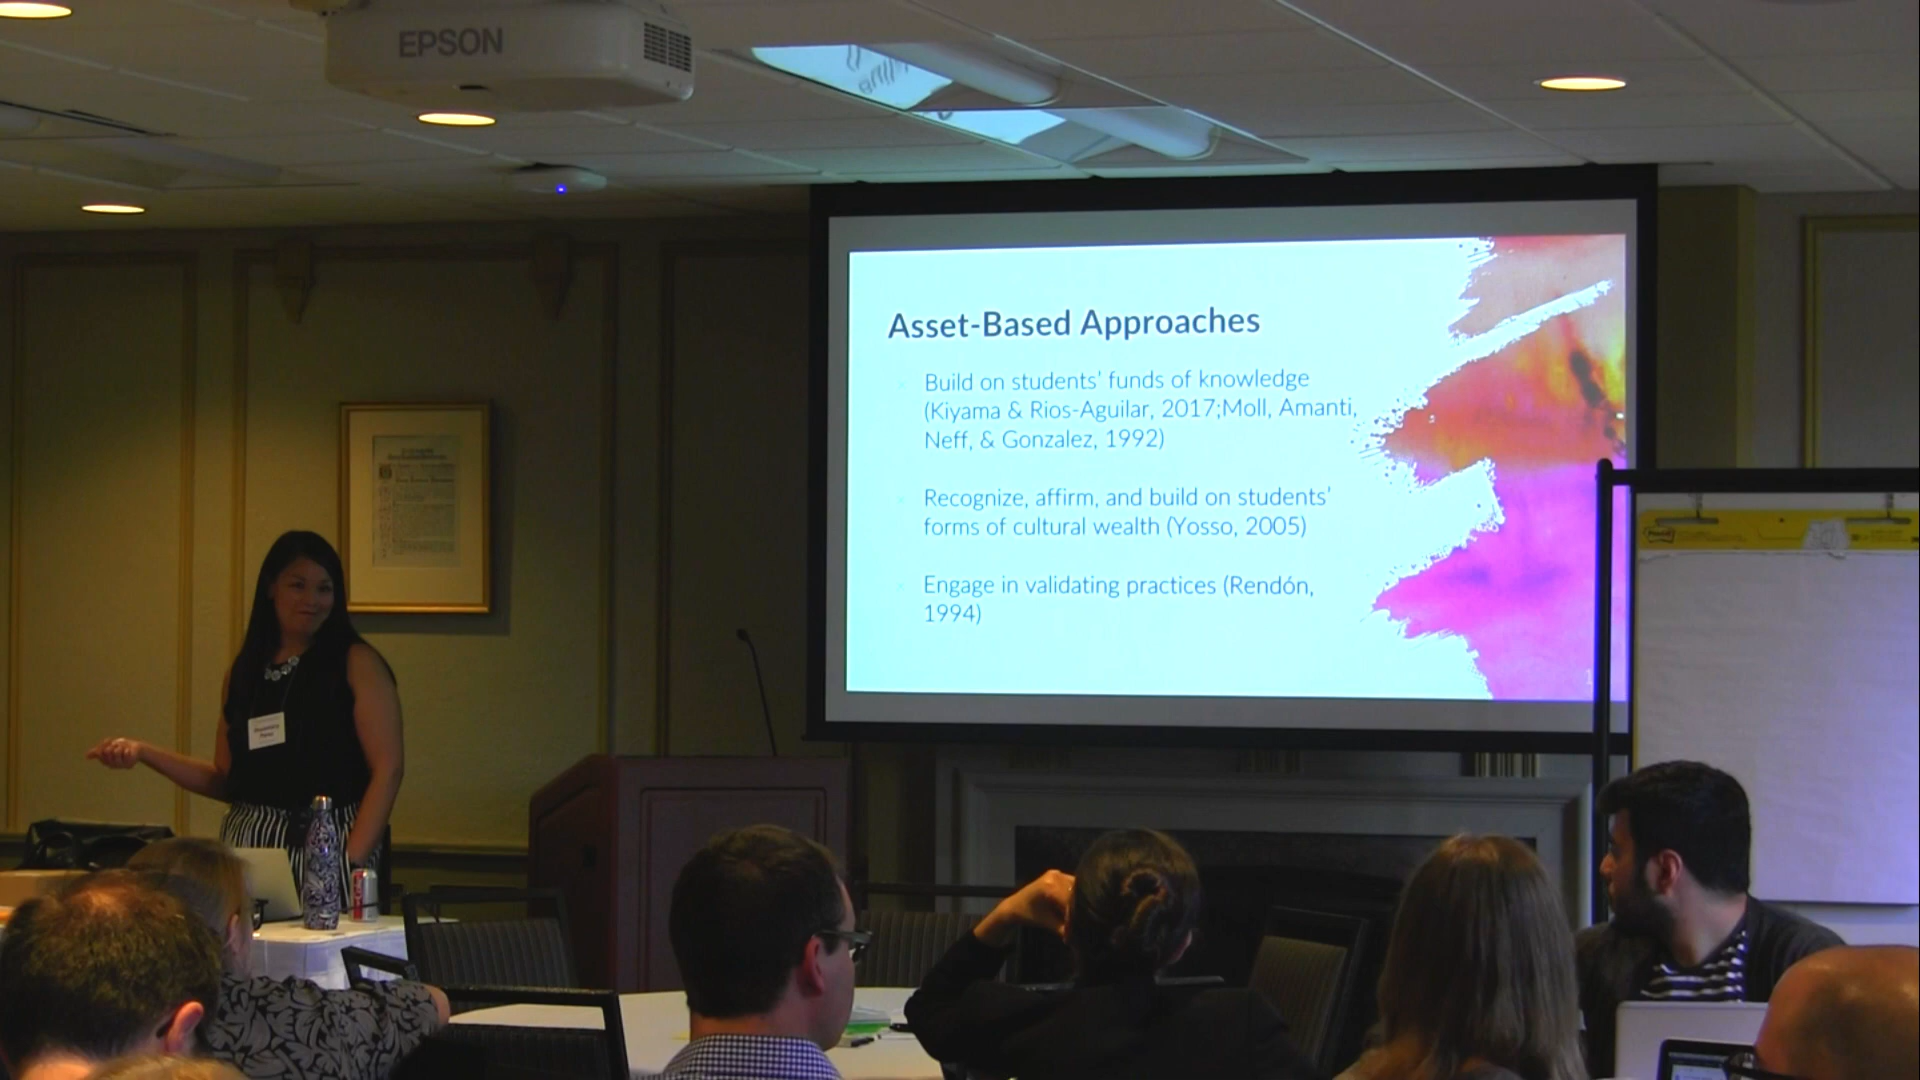 EPSON
Asset-Based Approaches
Build on students' funds of knowledge
(Kiyama & Rios-Aguilar, 2017;Moll, Amanti,
Neff, & Gonzalez, 1992)
Recognize, affirm, and build on students'
forms of cultural wealth (Yosso, 2005)
Engage in validating practices (Rendón,
1994)